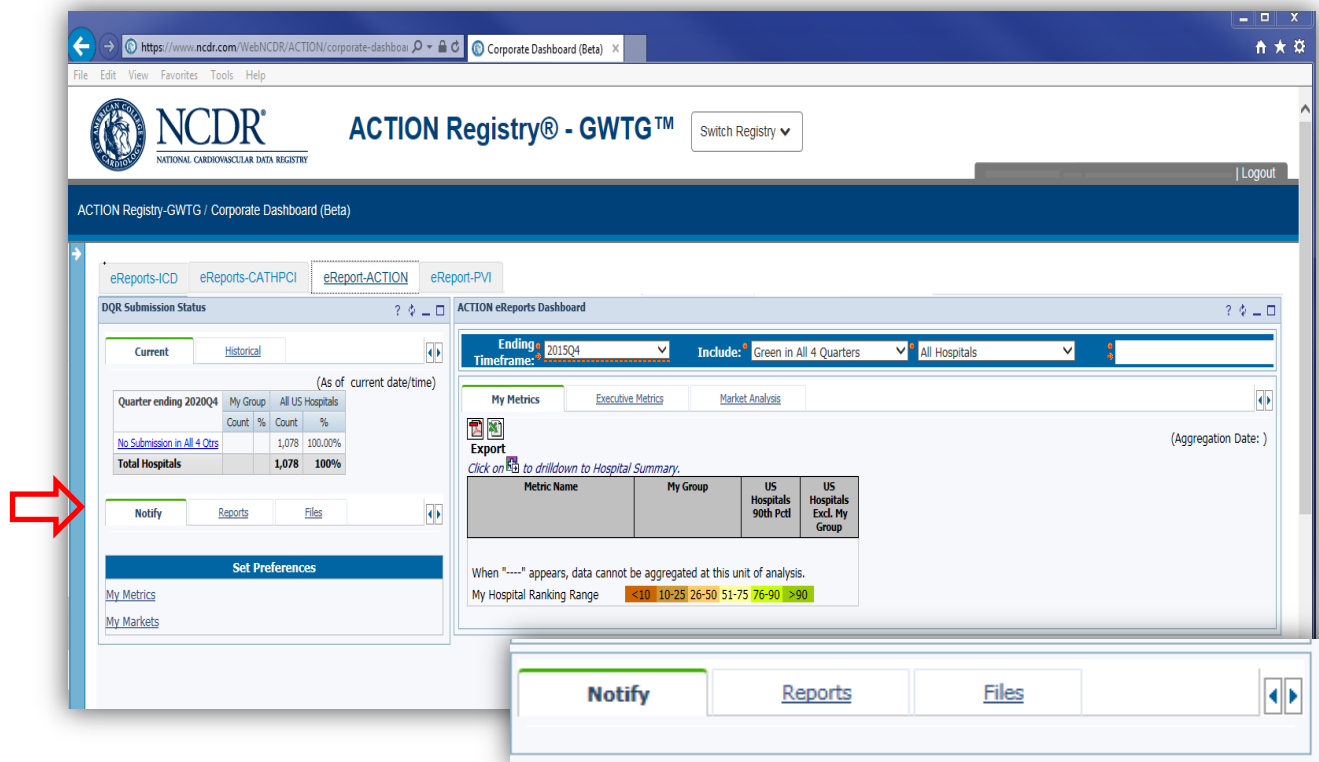 https://www.ncdr.com/WebNCDR/ACTION/corporate-dashboa
Corporate Dashboard (Beta)
File Edit View Favorites Tools Help
AMERICAN COLLEGE OF CARDIOLOGY
NCDR®
NATIONAL CARDIOVASCULAR DATA REGISTRY
ACTION Registry® - GWTG™
Switch Registry
| Logout
ACTION Registry-GWTG / Corporate Dashboard (Beta)
eReports-ICD eReports-CATHPCI eReport-ACTION eReport-PVI
DQR Submission Status ?
Current Historical
(As of current date/time)
Quarter ending 2020Q4 My Group All US Hospitals
Count % Count %
No Submission in All 4 Qtrs 1,078 100.00%
Total Hospitals 1,078 100%
Notify Reports Files
Set Preferences
My Metrics
My Markets
ACTION eReports Dashboard ?
Ending Timeframe: 2015Q4 Include: Green in All 4 Quarters All Hospitals
My Metrics Executive Metrics Market Analysis
Export
(Aggregation Date: )
Click on to drilldown to Hospital Summary.
Metric Name My Group US Hospitals 90th Pctl US Hospitals Excl. My Group
When "----" appears, data cannot be aggregated at this unit of analysis.
My Hospital Ranking Range <10 10-25 26-50 51-75 76-90 >90
Notify Reports Files